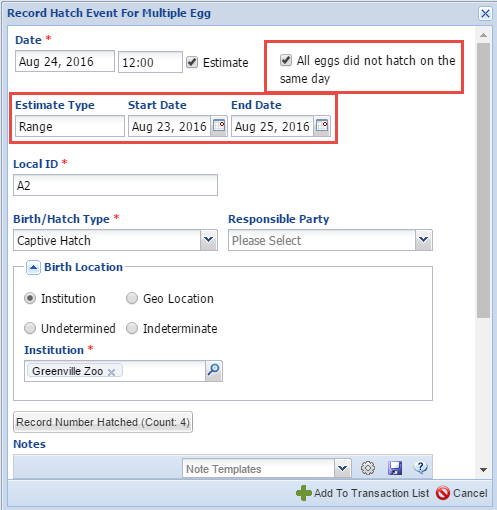 Record Hatch Event For Multiple Egg
Date *
Aug 24, 2016 12:00 Estimate
All eggs did not hatch on the
same day
Estimate Type Start Date End Date
Range Aug 23, 2016 Aug 25, 2016
Local ID *
A2
Birth/Hatch Type * Responsible Party
Captive Hatch Please Select
Birth Location
Institution Geo Location
Undetermined Indeterminate
Institution *
Greenville Zoo
Record Number Hatched (Count: 4)
Notes
Note Templates
Add To Transaction List Cancel